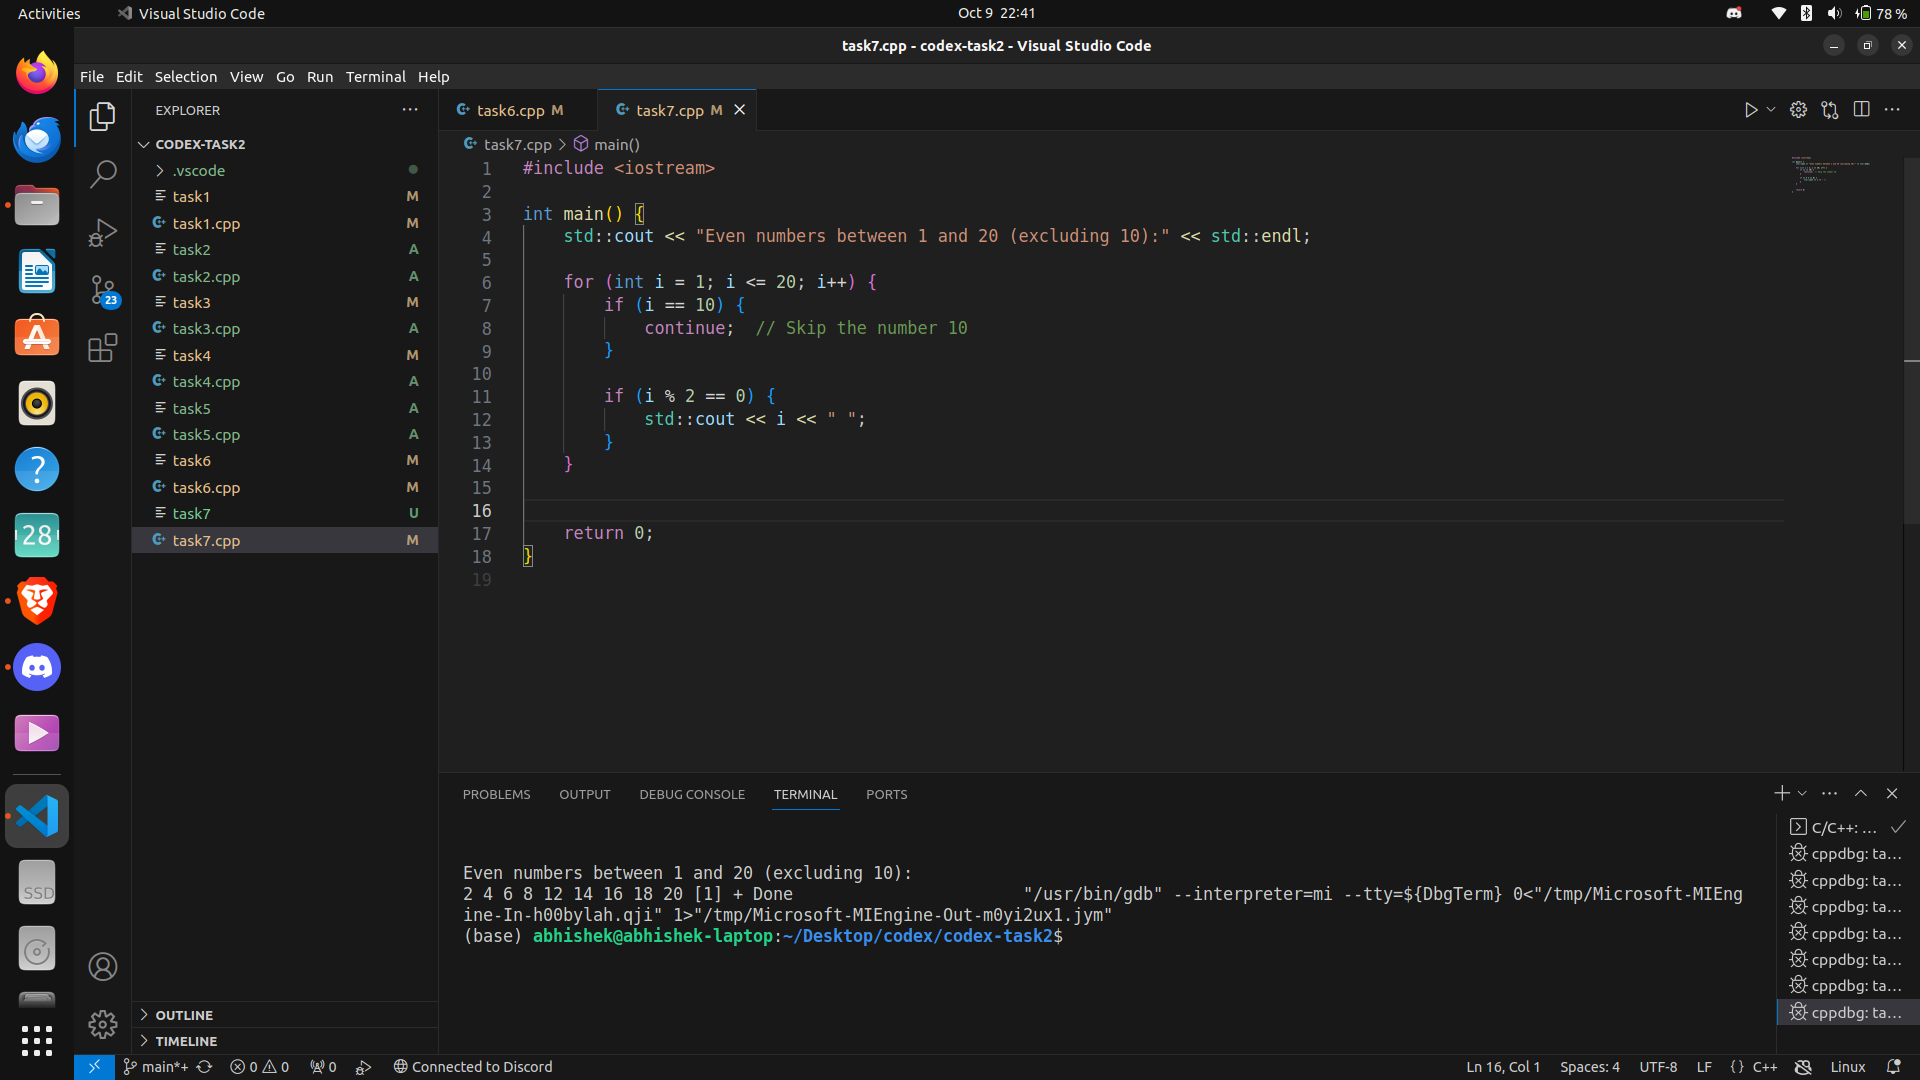 Activities
Visual Studio Code
Oct 9 22:41
78 %
task7.cpp - codex-task2 - Visual Studio Code
File Edit Selection View Go Run Terminal Help
EXPLORER
CODEX-TASK2
.vscode
task1 M
task1.cpp M
task2 A
task2.cpp A
task3 M
task3.cpp A
task4 M
task4.cpp A
task5 A
task5.cpp A
task6 M
task6.cpp M
task7 U
task7.cpp M
OUTLINE
TIMELINE
23
28
SSD
task6.cpp M
task7.cpp M
task7.cpp > main()
1 #include <iostream>
2
3 int main() {
4     std::cout << "Even numbers between 1 and 20 (excluding 10):" << std::endl;
5
6     for (int i = 1; i <= 20; i++) {
7         if (i == 10) {
8             continue;  // Skip the number 10
9         }
10
11         if (i % 2 == 0) {
12             std::cout << i << " ";
13         }
14     }
15
16
17     return 0;
18 }
19
PROBLEMS OUTPUT DEBUG CONSOLE TERMINAL PORTS
Even numbers between 1 and 20 (excluding 10):
2 4 6 8 12 14 16 18 20 [1] + Done                       "/usr/bin/gdb" --interpreter=mi --tty=${DbgTerm} 0<"/tmp/Microsoft-MIEng
ine-In-h00bylah.qji" 1>"/tmp/Microsoft-MIEngine-Out-m0yi2ux1.jym"
(base) abhishek@abhishek-laptop:~/Desktop/codex/codex-task2$
C/C++: ...
cppdbg: ta...
cppdbg: ta...
cppdbg: ta...
cppdbg: ta...
cppdbg: ta...
cppdbg: ta...
cppdbg: ta...
main*+ 0 0 0 Connected to Discord
Ln 16, Col 1 Spaces: 4 UTF-8 LF {} C++ Linux